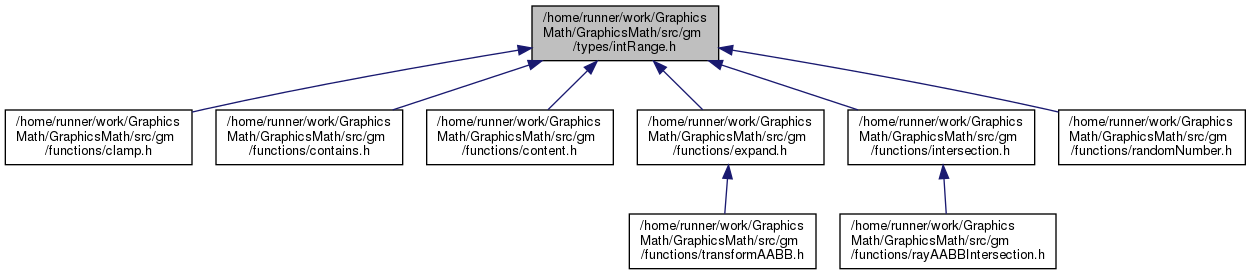 /home/runner/work/Graphics
Math/GraphicsMath/src/gm
/types/intRange.h
/home/runner/work/Graphics
Math/GraphicsMath/src/gm
/functions/clamp.h
/home/runner/work/Graphics
Math/GraphicsMath/src/gm
/functions/contains.h
/home/runner/work/Graphics
Math/GraphicsMath/src/gm
/functions/content.h
/home/runner/work/Graphics
Math/GraphicsMath/src/gm
/functions/expand.h
/home/runner/work/Graphics
Math/GraphicsMath/src/gm
/functions/intersection.h
/home/runner/work/Graphics
Math/GraphicsMath/src/gm
/functions/randomNumber.h
/home/runner/work/Graphics
Math/GraphicsMath/src/gm
/functions/transformAABB.h
/home/runner/work/Graphics
Math/GraphicsMath/src/gm
/functions/rayAABBIntersection.h